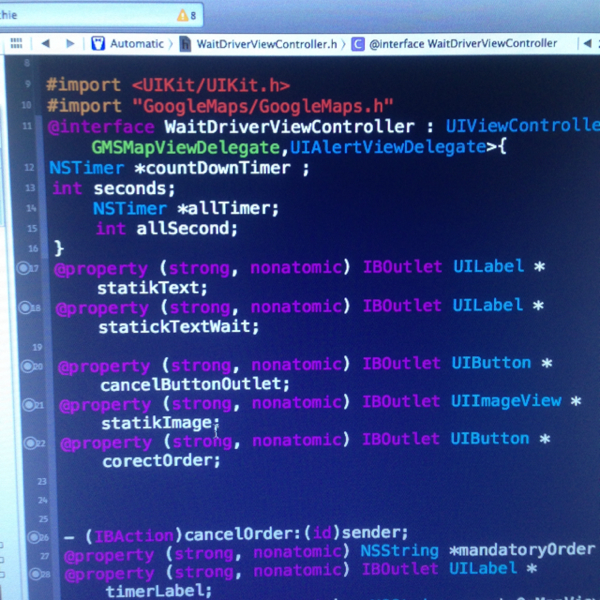 hie
8
Automatic WaitDriverViewController.h @interface WaitDriverViewController
8
9 #import <UIKit/UIKit.h>
10 #import "GoogleMaps/GoogleMaps.h"
11 @interface WaitDriverViewController : UIViewControlle
GMSMapViewDelegate,UIAlertViewDelegate>{
12 NSTimer *countDownTimer ;
13 int seconds;
14 NSTimer *allTimer;
15 int allSecond;
16 }
17 @property (strong, nonatomic) IBOutlet UILabel *
statikText;
18 @property (strong, nonatomic) IBOutlet UILabel *
statickTextWait;
19
20 @property (strong, nonatomic) IBOutlet UIButton *
cancelButtonOutlet;
21 @property (strong, nonatomic) IBOutlet UIImageView *
statikImage;
22 @property (strong, nonatomic) IBOutlet UIButton *
corectOrder;
23
24
25
26 - (IBAction)cancelOrder:(id)sender;
27 @property (strong, nonatomic) NSString *mandatoryOrder
28 @property (strong, nonatomic) IBOutlet UILabel *
timerLabel;